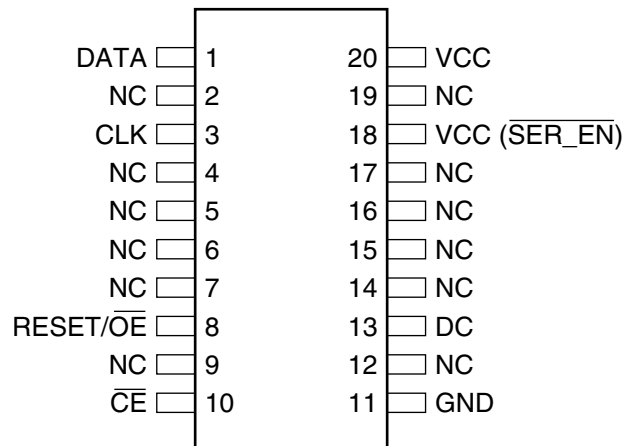 DATA 1 20 VCC
NC 2 19 NC
CLK 3 18 VCC (SER_EN)
NC 4 17 NC
NC 5 16 NC
NC 6 15 NC
NC 7 14 NC
RESET/OE 8 13 DC
NC 9 12 NC
CE 10 11 GND